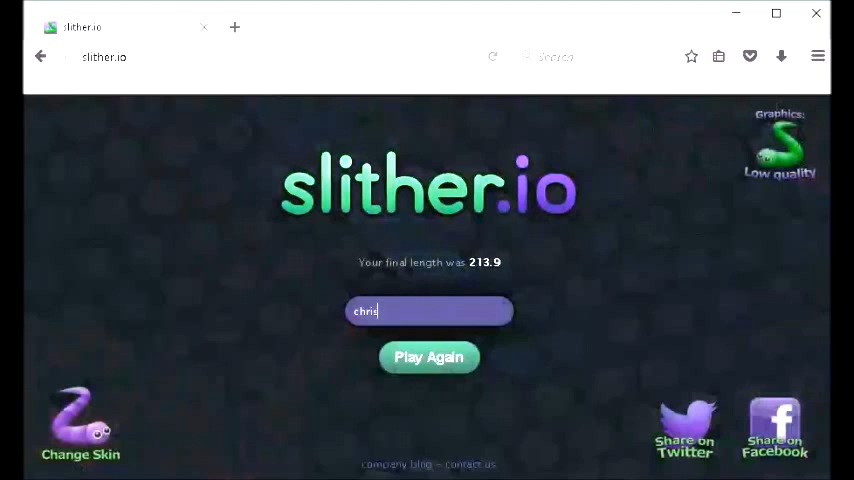 slither.io
slither.io
Search
Graphics:
Low quality
slither.io
Your final length was 213.9
chris
Play Again
Change Skin
Share on
Twitter
Share on
Facebook
company blog - contact us